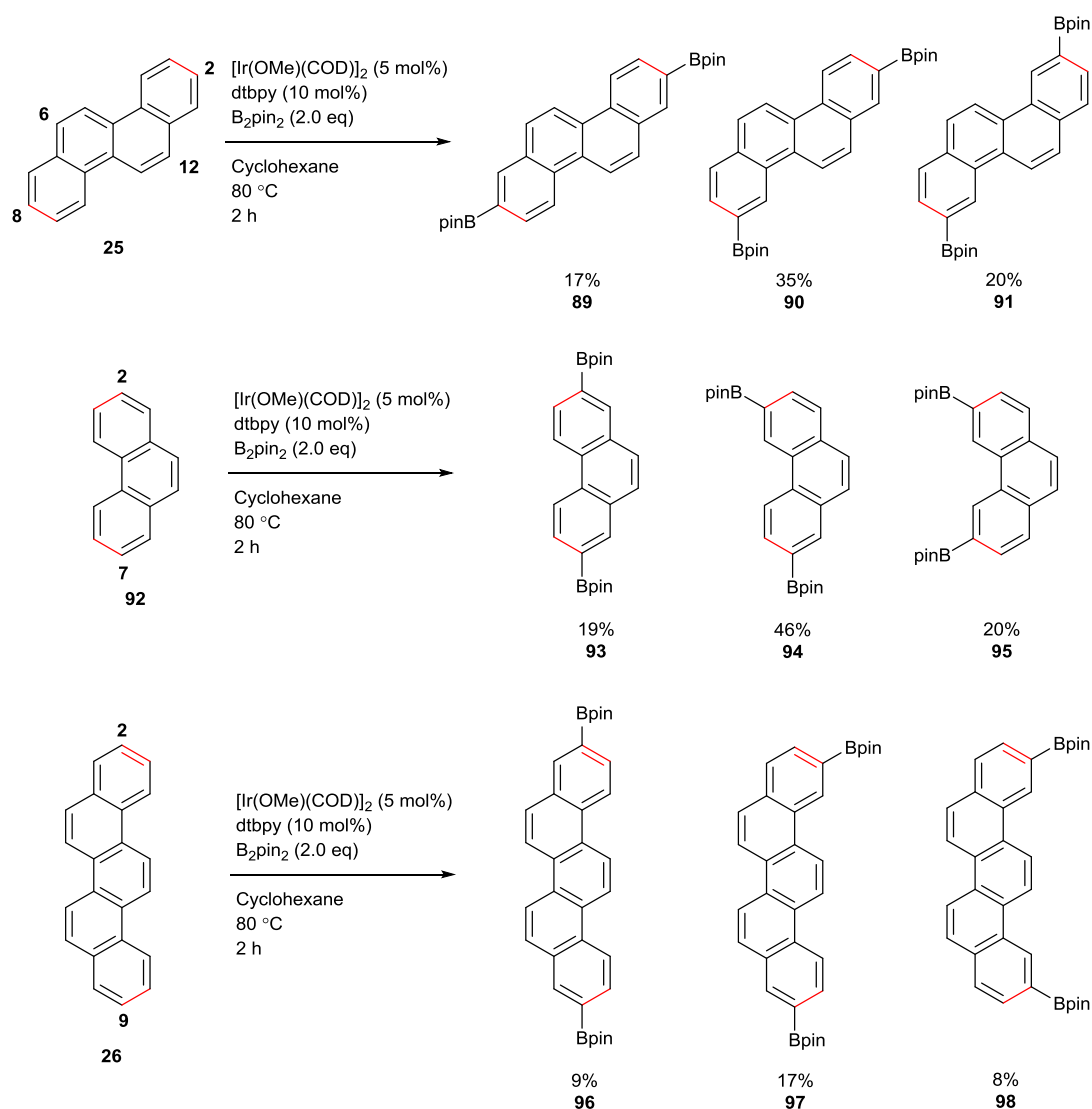 2
6
12
8
25
[Ir(OMe)(COD)]2 (5 mol%)
dtbpy (10 mol%)
B2pin2 (2.0 eq)
Cyclohexane
80 °C
2 h
Bpin
pinB
17%
89
Bpin
Bpin
35%
90
Bpin
Bpin
20%
91
2
7
92
[Ir(OMe)(COD)]2 (5 mol%)
dtbpy (10 mol%)
B2pin2 (2.0 eq)
Cyclohexane
80 °C
2 h
Bpin
Bpin
19%
93
pinB
Bpin
46%
94
pinB
pinB
20%
95
2
9
26
[Ir(OMe)(COD)]2 (5 mol%)
dtbpy (10 mol%)
B2pin2 (2.0 eq)
Cyclohexane
80 °C
2 h
Bpin
Bpin
9%
96
Bpin
Bpin
17%
97
Bpin
Bpin
8%
98